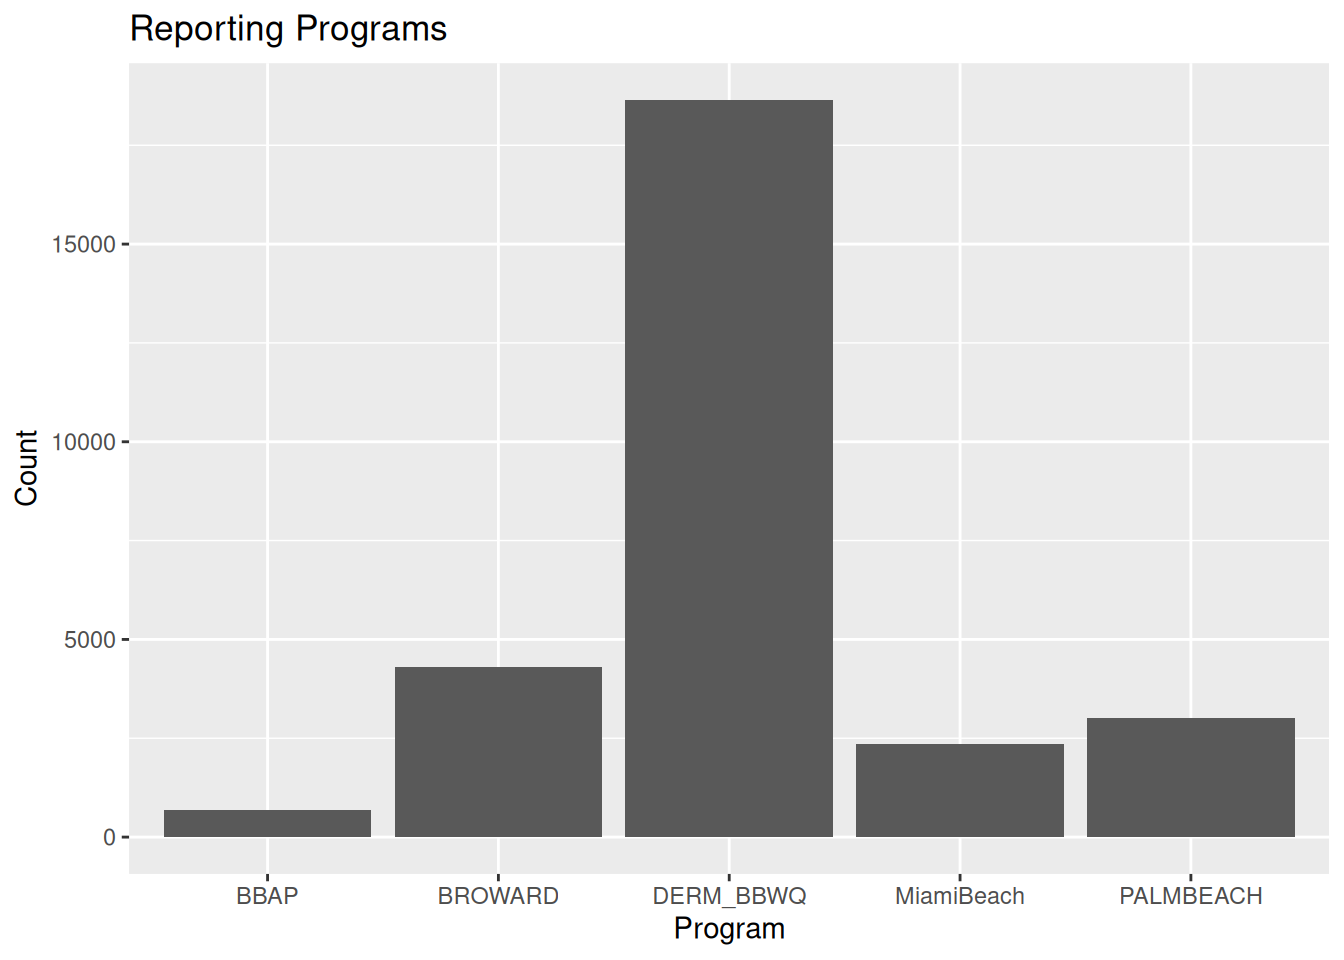 Reporting Programs
Count
15000
10000
5000
0
BBAP BROWARD DERM_BBWQ MiamiBeach PALMBEACH
Program